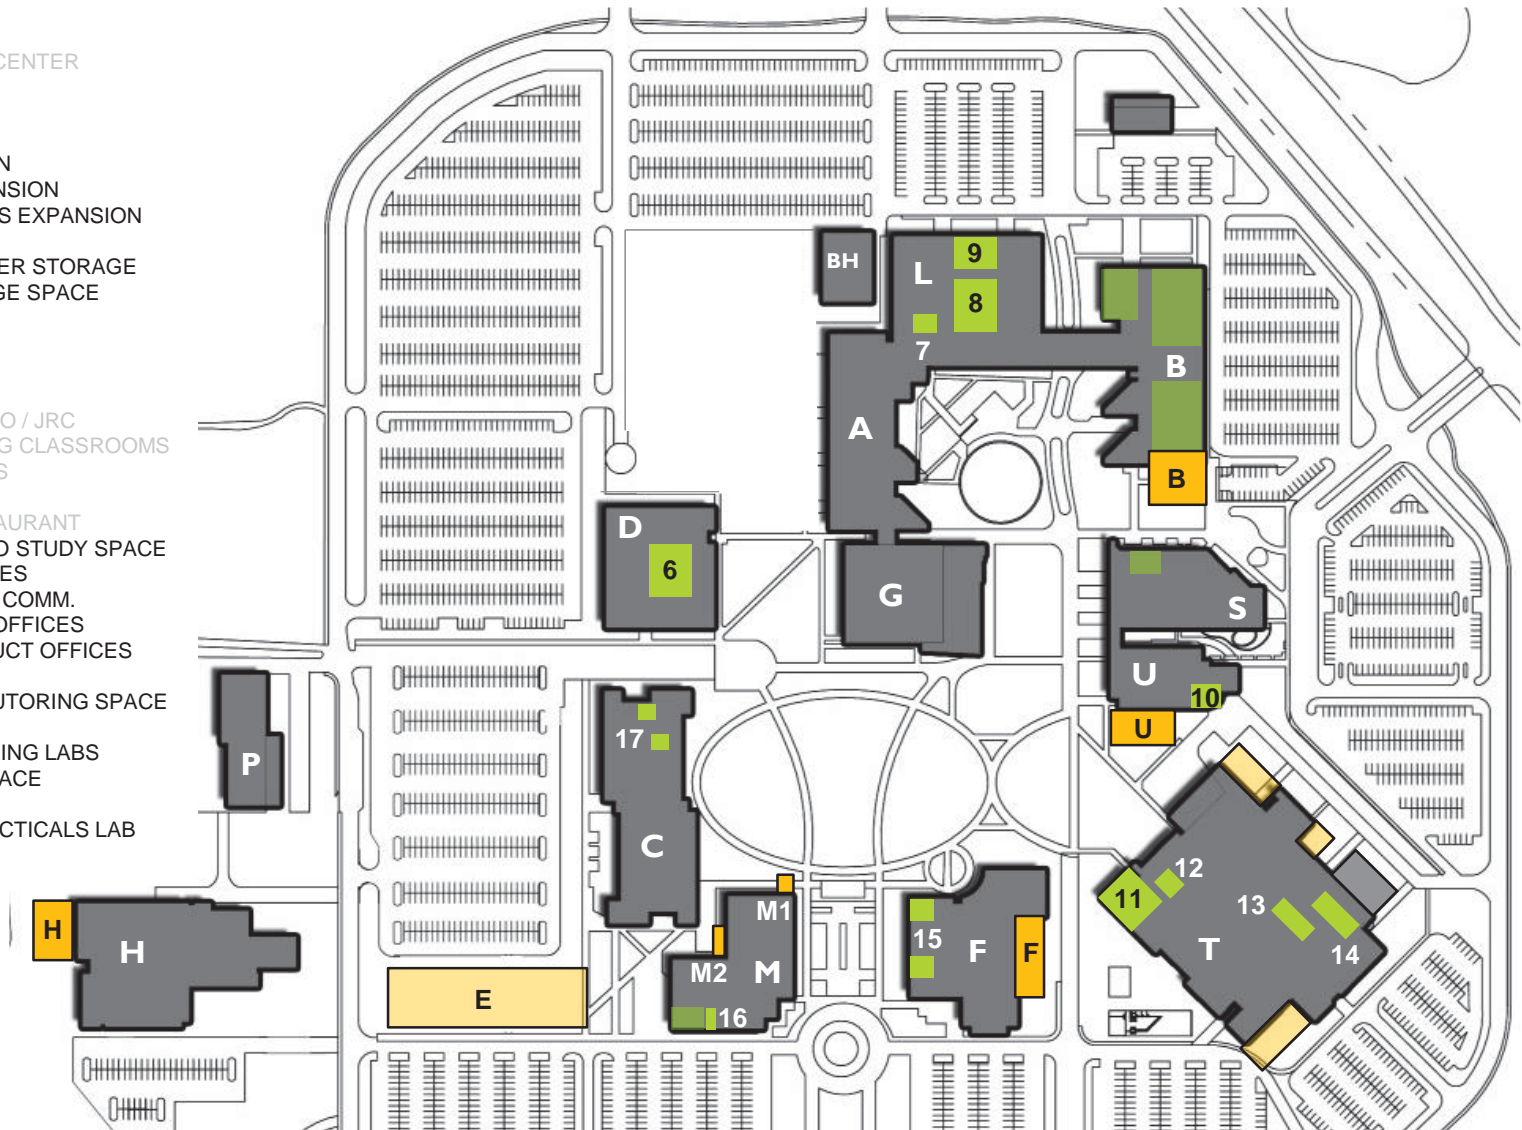 CENTER
N
NSION
S EXPANSION
ER STORAGE
GE SPACE
O / JRC
G CLASSROOMS
S
AURANT
O STUDY SPACE
ES
COMM.
OFFICES
UCT OFFICES
UTORING SPACE
ING LABS
ACE
CTICALS LAB
BH
L
9
8
7
B
A
B
D
6
G
S
U
10
U
17
P
C
12
11
13
14
T
M1
M2
M
16
15
F
F
H
H
E